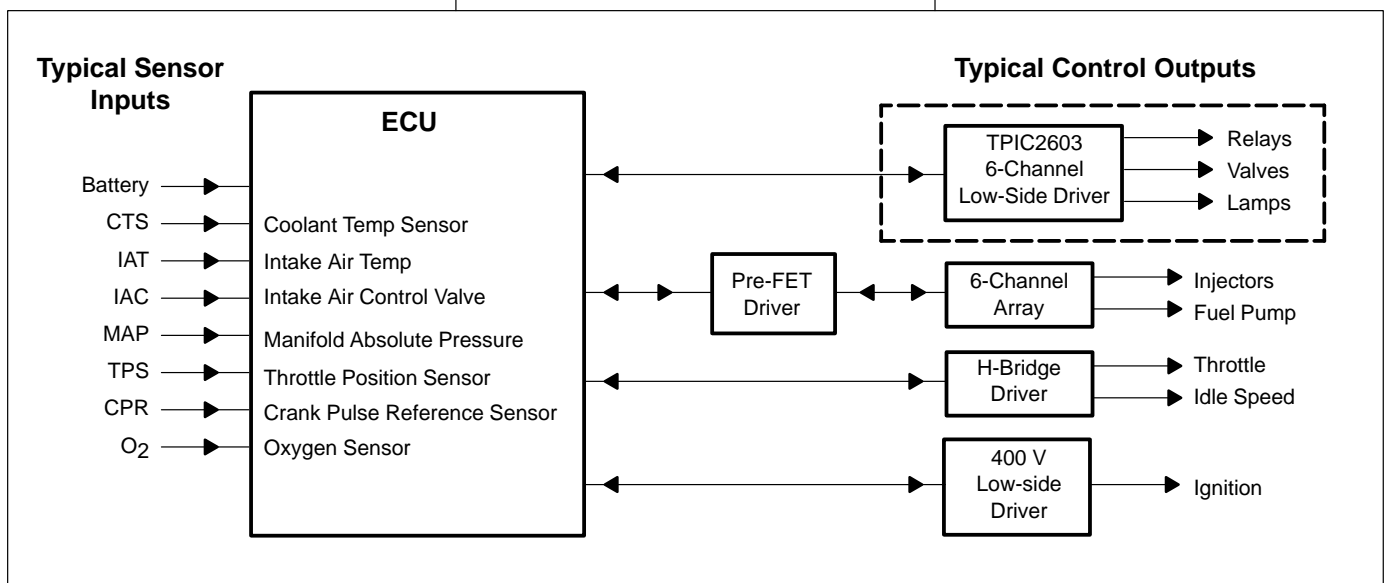 Typical Sensor
Inputs
Typical Control Outputs
ECU
Battery
CTS
IAT
IAC
MAP
TPS
CPR
O2
Coolant Temp Sensor
Intake Air Temp
Intake Air Control Valve
Manifold Absolute Pressure
Throttle Position Sensor
Crank Pulse Reference Sensor
Oxygen Sensor
TPIC2603
6-Channel
Low-Side Driver
Relays
Valves
Lamps
Pre-FET
Driver
6-Channel
Array
Injectors
Fuel Pump
H-Bridge
Driver
Throttle
Idle Speed
400 V
Low-side
Driver
Ignition